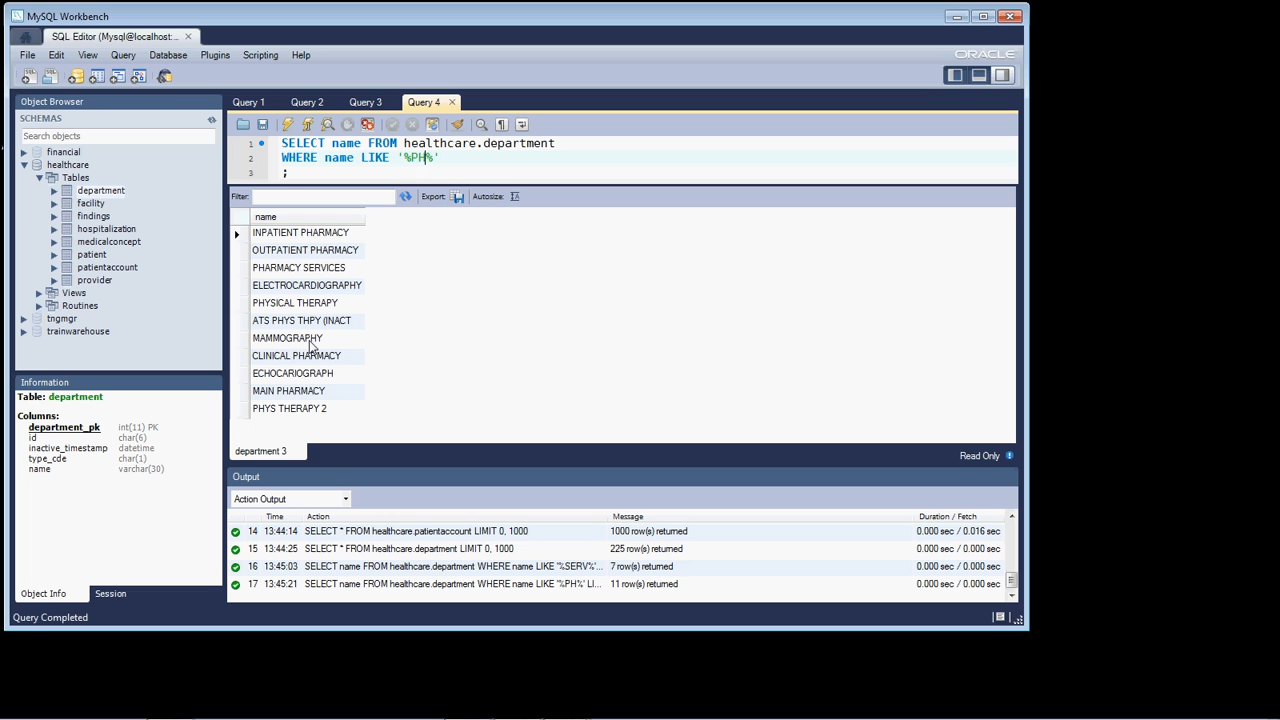 MySQL Workbench
SQL Editor (Mysql@localhost:...
File Edit View Query Database Plugins Scripting Help
ORACLE
Object Browser
SCHEMAS
Search objects
financial
healthcare
Tables
department
facility
findings
hospitalization
medicalconcept
patient
patientaccount
provider
Views
Routines
tngmgr
trainwarehouse
Information
Table: department
Columns:
department_pk int(11) PK
id char(6)
inactive_timestamp datetime
type_cde char(1)
name varchar(30)
Object Info Session
Query 1 Query 2 Query 3 Query 4
1 SELECT name FROM healthcare.department
2 WHERE name LIKE '%PH%'
3 ;
Filter: Export: Autosize:
name
INPATIENT PHARMACY
OUTPATIENT PHARMACY
PHARMACY SERVICES
ELECTROCARDIOGRAPHY
PHYSICAL THERAPY
ATS PHYS THPY (INACT
MAMMOGRAPHY
CLINICAL PHARMACY
ECHOCARIOGRAPH
MAIN PHARMACY
PHYS THERAPY 2
department 3
Read Only
Output
Action Output
Time Action Message Duration / Fetch
14 13:44:14 SELECT * FROM healthcare.patientaccount LIMIT 0, 1000 1000 row(s) returned 0.000 sec / 0.016 sec
15 13:44:25 SELECT * FROM healthcare.department LIMIT 0, 1000 225 row(s) returned 0.000 sec / 0.000 sec
16 13:45:03 SELECT name FROM healthcare.department WHERE name LIKE '%SERV%'... 7 row(s) returned 0.000 sec / 0.000 sec
17 13:45:21 SELECT name FROM healthcare.department WHERE name LIKE '%PH%' LI... 11 row(s) returned 0.000 sec / 0.000 sec
Query Completed